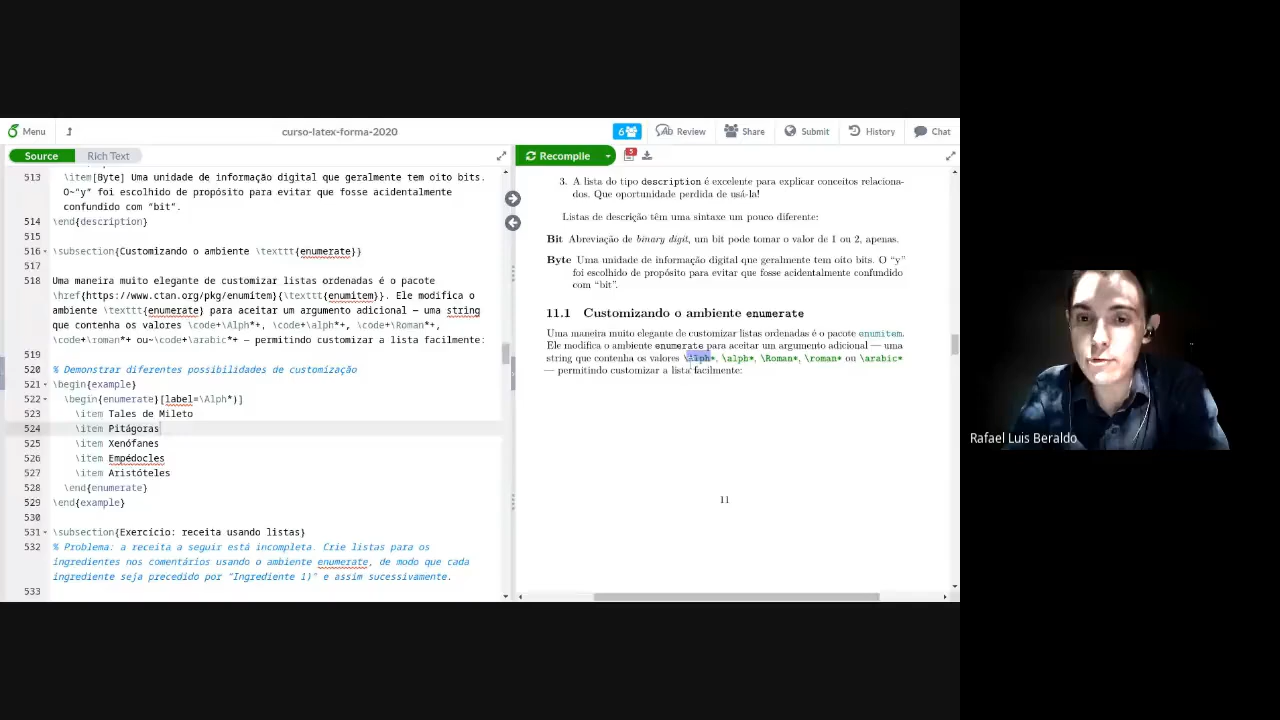 Menu
curso-latex-forma-2020
6
Review
Share
Submit
History
Chat
Source
Rich Text
Recompile
513 \item[Byte] Uma unidade de informação digital que geralmente tem oito bits.
O~“y” foi escolhido de propósito para evitar que fosse acidentalmente
confundido com “bit”.
514 \end{description}
515
516 \subsection{Customizando o ambiente \texttt{enumerate}}
517
518 Uma maneira muito elegante de customizar listas ordenadas é o pacote
\href{https://www.ctan.org/pkg/enumitem}{\texttt{enumitem}}. Ele modifica o
ambiente \texttt{enumerate} para aceitar um argumento adicional — uma string
que contenha os valores \code+\Alph*+, \code+\alph*+, \code+\Roman*+,
\code+\roman*+ ou~\code+\arabic*+ — permitindo customizar a lista facilmente:
519
520 % Demonstrar diferentes possibilidades de customização
521 \begin{example}
522 \begin{enumerate}[label=\Alph*)]
523 \item Tales de Mileto
524 \item Pitágoras
525 \item Xenófanes
526 \item Empédocles
527 \item Aristóteles
528 \end{enumerate}
529 \end{example}
530
531 \subsection{Exercício: receita usando listas}
532 % Problema: a receita a seguir está incompleta. Crie listas para os
ingredientes nos comentários usando o ambiente enumerate, de modo que cada
ingrediente seja precedido por “Ingrediente 1)” e assim sucessivamente.
533
3. A lista do tipo description é excelente para explicar conceitos relaciona-
dos. Que oportunidade perdida de usá-la!
Listas de descrição têm uma sintaxe um pouco diferente:
Bit Abreviação de binary digit, um bit pode tomar o valor de 1 ou 2, apenas.
Byte Uma unidade de informação digital que geralmente tem oito bits. O “y”
foi escolhido de propósito para evitar que fosse acidentalmente confundido
com “bit”.
11.1 Customizando o ambiente enumerate
Uma maneira muito elegante de customizar listas ordenadas é o pacote enumitem.
Ele modifica o ambiente enumerate para aceitar um argumento adicional — uma
string que contenha os valores \Alph*, \alph*, \Roman*, \roman* ou \arabic*
— permitindo customizar a lista facilmente:
11
Rafael Luis Beraldo